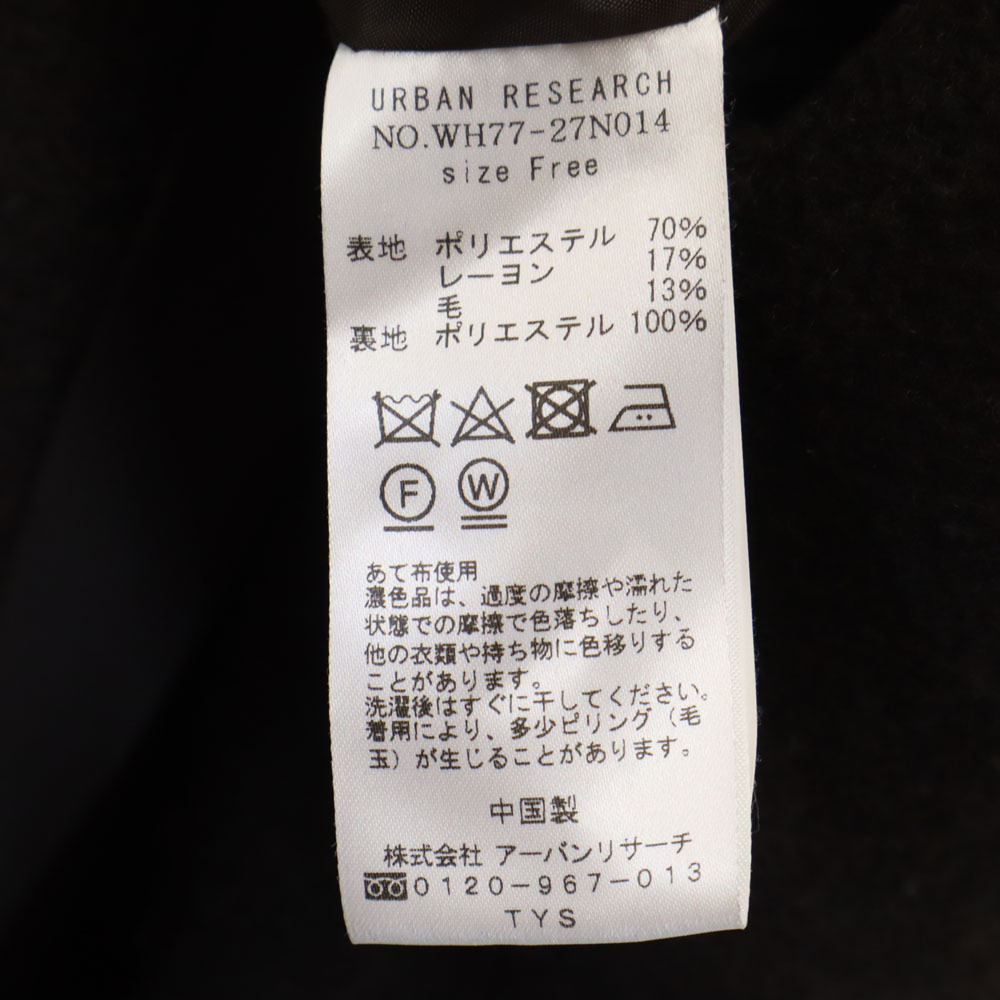 URBAN RESEARCH
NO.WH77-27N014
size Free
表地 ポリエステル 70%
レーヨン 17%
毛 13%
裏地 ポリエステル 100%
F W
あて布使用
濃色品は、過度の摩擦や濡れた
状態での摩擦で色落ちしたり、
他の衣類や持ち物に色移りする
ことがあります。
洗濯後はすぐに干してください。
着用により、多少ピリング（毛
玉）が生じることがあります。
中国製
株式会社 アーバンリサーチ
0120-967-013
TYS